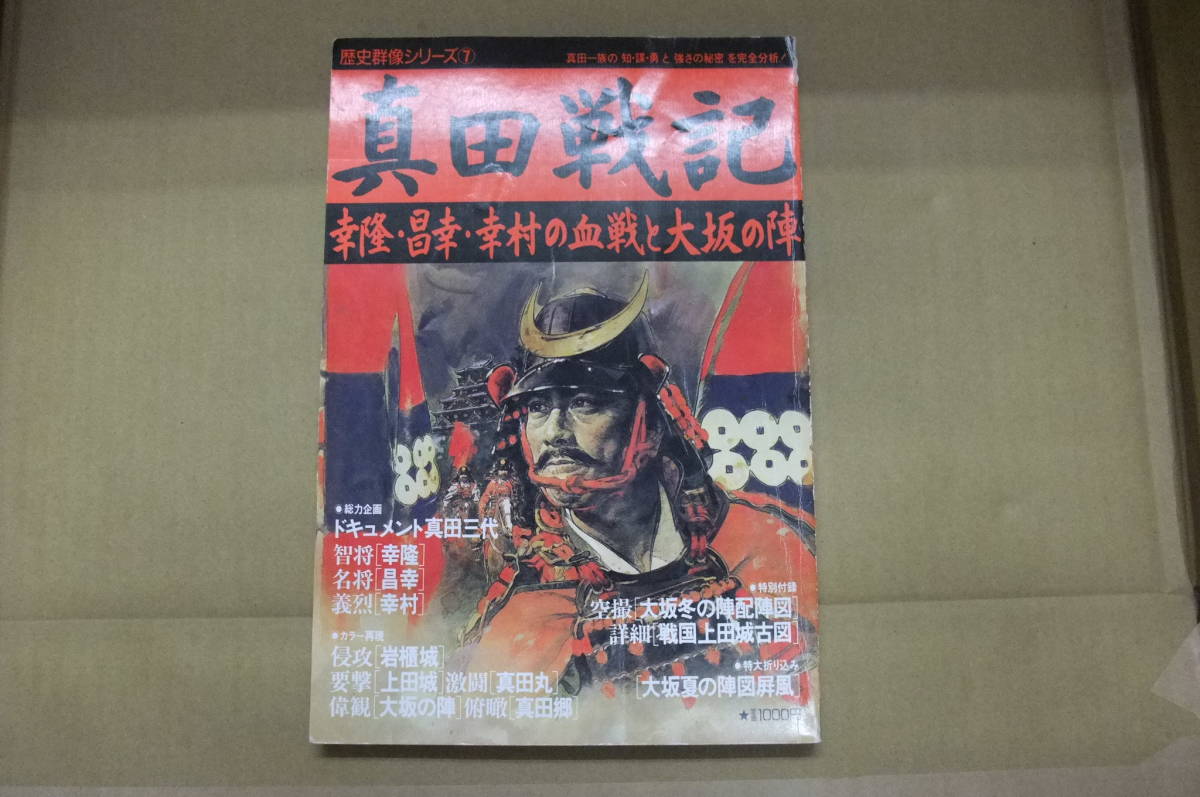 歴史群像シリーズ⑦
真田一族の 知・謀・勇 と 強さの秘密 を完全分析!
真田戦記
幸隆・昌幸・幸村の血戦と大坂の陣
●総力企画
ドキュメント真田三代
智将[幸隆]
名将[昌幸]
義烈[幸村]
●カラー再現
侵攻[岩櫃城]
要撃[上田城]激闘[真田丸]
偉観[大坂の陣]俯瞰[真田郷]
●特別付録
空撮[大坂冬の陣配陣図]
詳細[戦国上田城古図]
●特大折り込み
[大坂夏の陣図屏風]
★定価1000円